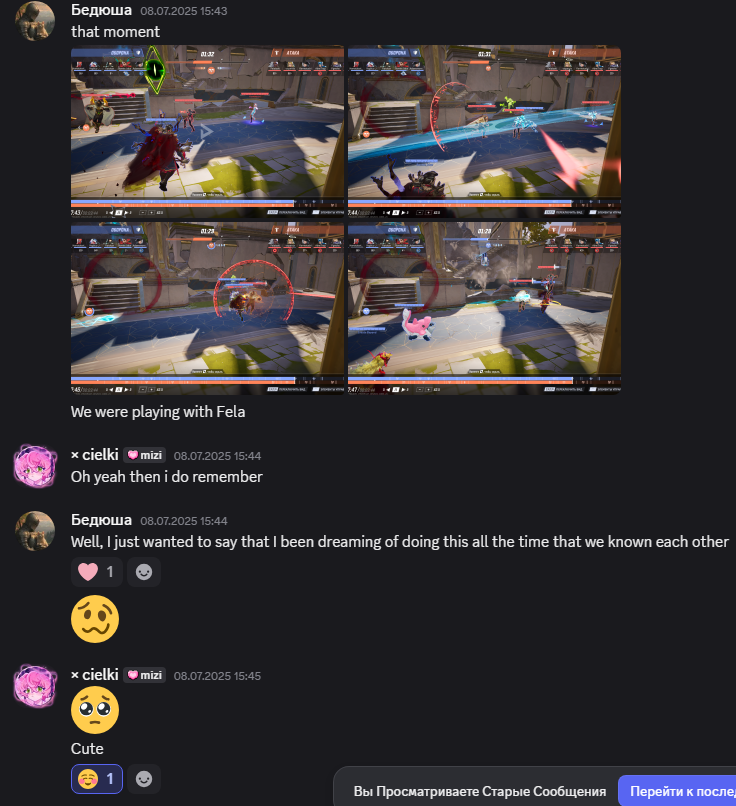 Бедюша 08.07.2025 15:43
that moment
ОБОРОНА 01:32 АТАКА
ОБОРОНА 01:31 АТАКА
ОБОРОНА 01:29 АТАКА
ОБОРОНА 01:28 АТАКА
We were playing with Fela
× cielki mizi 08.07.2025 15:44
Oh yeah then i do remember
Бедюша 08.07.2025 15:44
Well, I just wanted to say that I been dreaming of doing this all the time that we known each other
1
× cielki mizi 08.07.2025 15:45
Cute
1
Вы Просматриваете Старые Сообщения
Перейти к послед